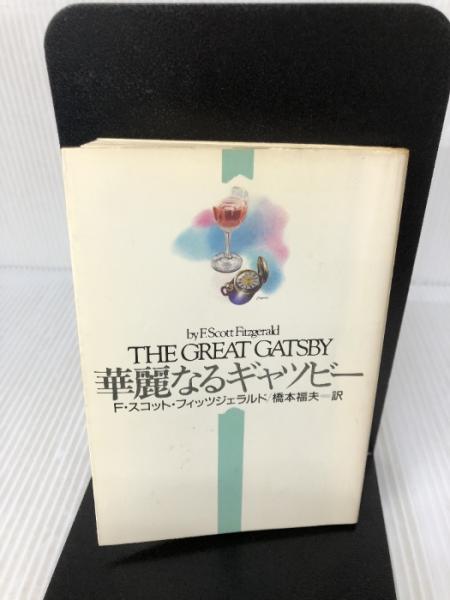 by F. Scott Fitzgerald
THE GREAT GATSBY
華麗なるギャツビー
F・スコット・フィッツジェラルド/橋本福夫=訳